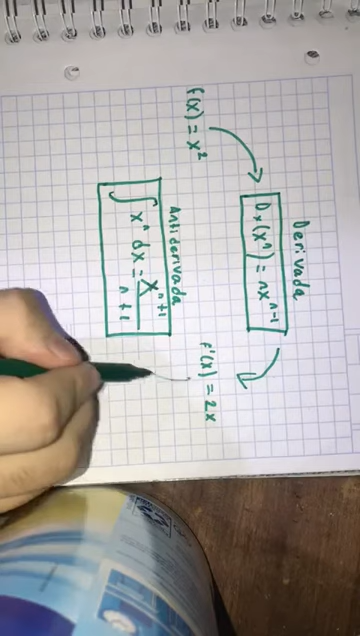 Derivada
Dx(xⁿ) = nxⁿ⁻¹
f(x) = x²
f'(x) = 2x
Antiderivada
∫ xⁿ dx = xⁿ⁺¹/n+1